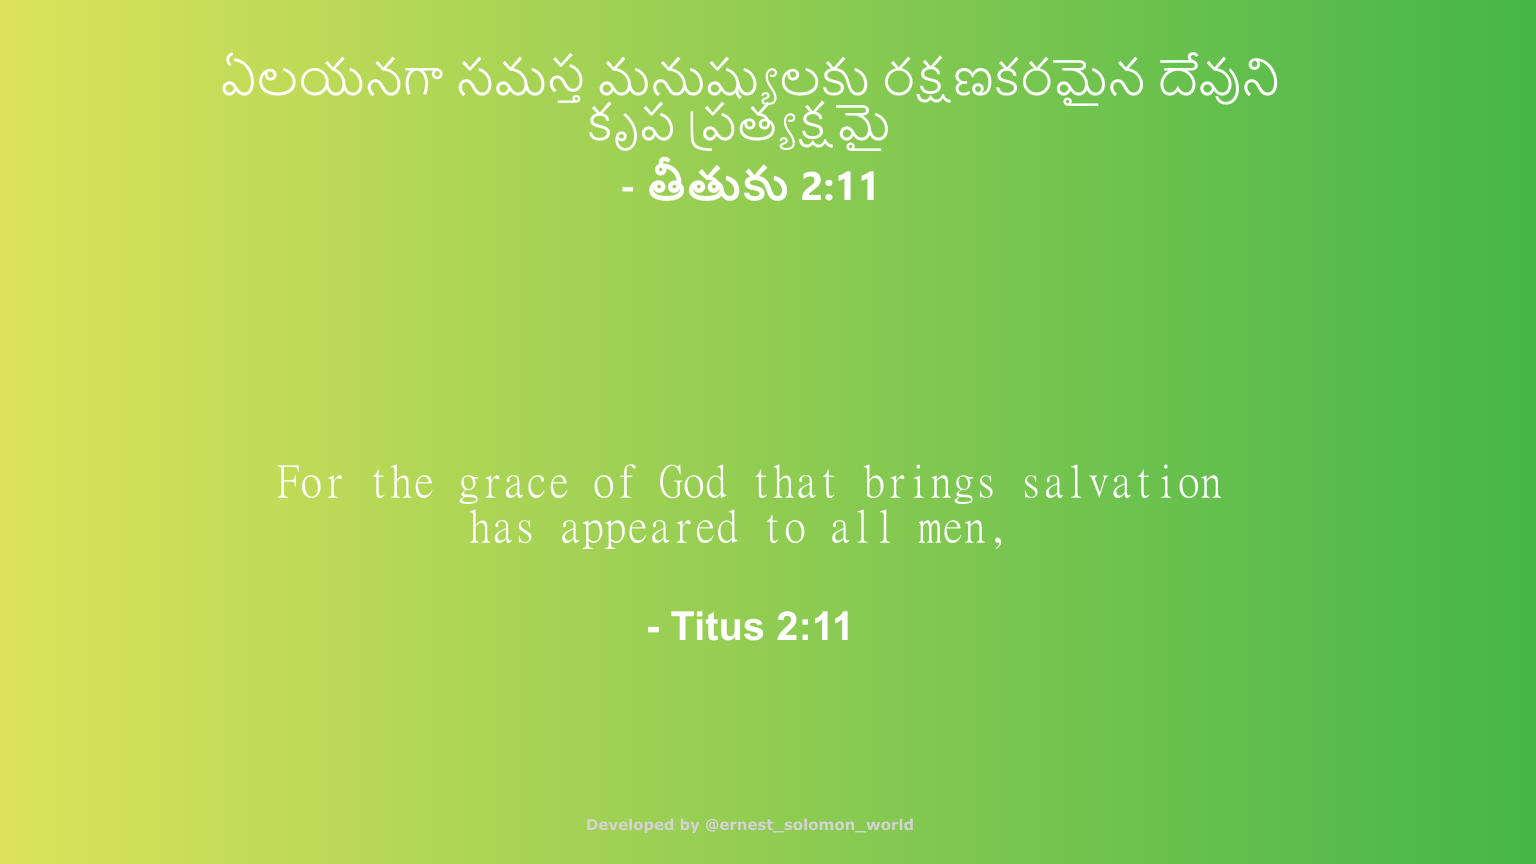 ఏలయనగా సమస్త మనుష్యులకు రక్షణకరమైన దేవుని
కృప ప్రత్యక్షమై
- తీతుకు 2:11
For the grace of God that brings salvation
has appeared to all men,
- Titus 2:11
Developed by @ernest_solomon_world